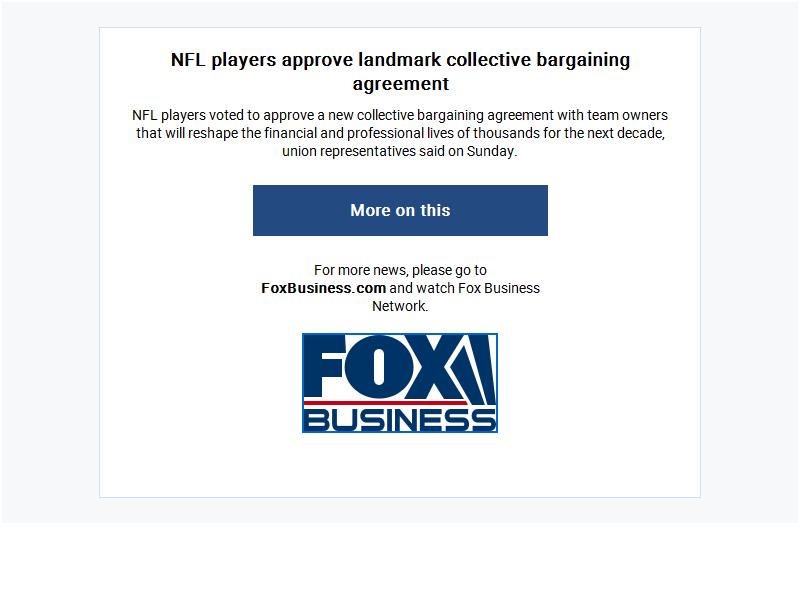 NFL players approve landmark collective bargaining
agreement
NFL players voted to approve a new collective bargaining agreement with team owners
that will reshape the financial and professional lives of thousands for the next decade,
union representatives said on Sunday.
More on this
For more news, please go to
FoxBusiness.com and watch Fox Business
Network.
FOX
BUSINESS